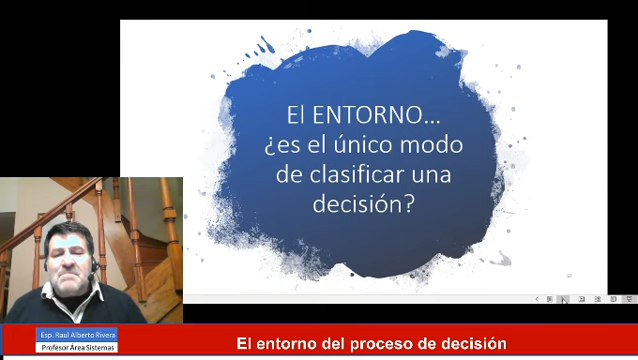 El ENTORNO...
¿es el único modo
de clasificar una
decisión?
Esp. Raul Alberto Rivera
Profesor Área Sistemas
El entorno del proceso de decisión